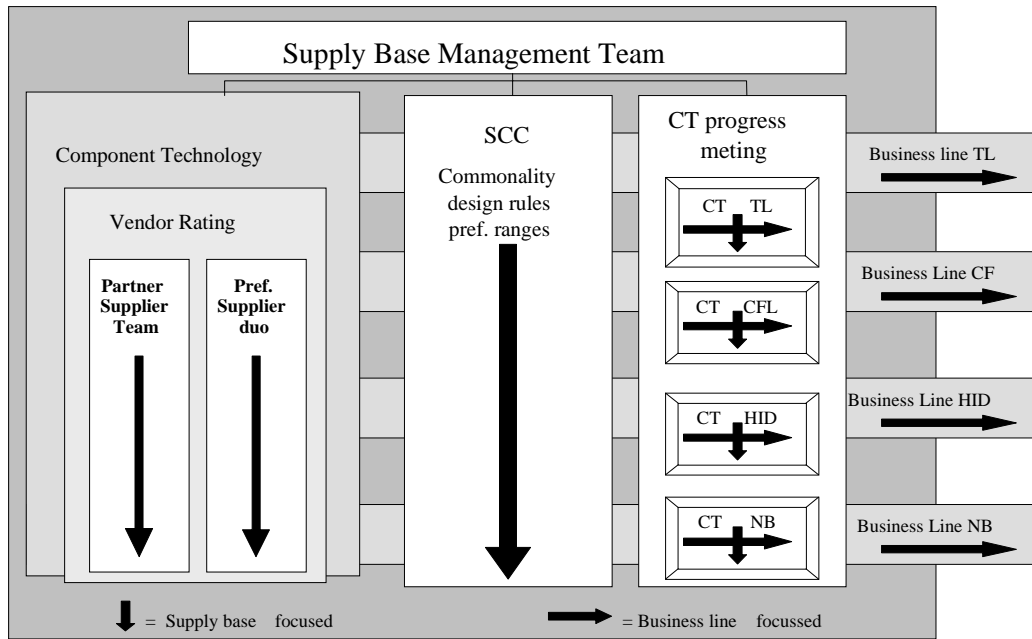 Supply Base Management Team
Component Technology
Vendor Rating
Partner
Supplier
Team
Pref.
Supplier
duo
SCC
Commonality
design rules
pref. ranges
CT progress
meting
CT TL
CT CFL
CT HID
CT NB
Business line TL
Business Line CF
Business Line HID
Business Line NB
= Supply base focused
= Business line focussed